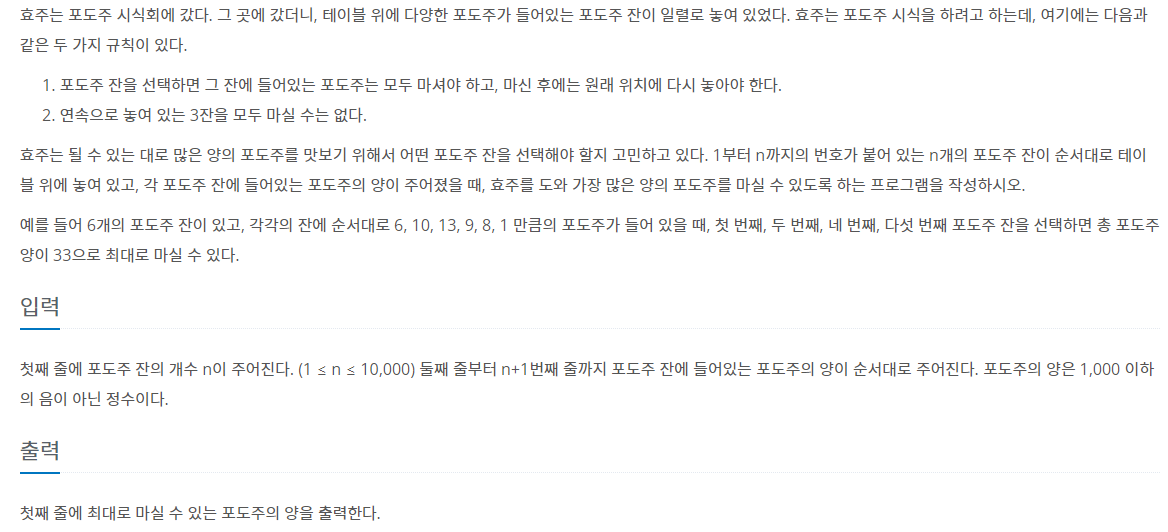 효주는 포도주 시식회에 갔다. 그 곳에 갔더니, 테이블 위에 다양한 포도주가 들어있는 포도주 잔이 일렬로 놓여 있었다. 효주는 포도주 시식을 하려고 하는데, 여기에는 다음과
같은 두 가지 규칙이 있다.
1. 포도주 잔을 선택하면 그 잔에 들어있는 포도주는 모두 마셔야 하고, 마신 후에는 원래 위치에 다시 놓아야 한다.
2. 연속으로 놓여 있는 3잔을 모두 마실 수는 없다.
효주는 될 수 있는 대로 많은 양의 포도주를 맛보기 위해서 어떤 포도주 잔을 선택해야 할지 고민하고 있다. 1부터 n까지의 번호가 붙어 있는 n개의 포도주 잔이 순서대로 테이
블 위에 놓여 있고, 각 포도주 잔에 들어있는 포도주의 양이 주어졌을 때, 효주를 도와 가장 많은 양의 포도주를 마실 수 있도록 하는 프로그램을 작성하시오.
예를 들어 6개의 포도주 잔이 있고, 각각의 잔에 순서대로 6, 10, 13, 9, 8, 1 만큼의 포도주가 들어 있을 때, 첫 번째, 두 번째, 네 번째, 다섯 번째 포도주 잔을 선택하면 총 포도주
양이 33으로 최대로 마실 수 있다.
입력
첫째 줄에 포도주 잔의 개수 n이 주어진다. (1 ≤ n ≤ 10,000) 둘째 줄부터 n+1번째 줄까지 포도주 잔에 들어있는 포도주의 양이 순서대로 주어진다. 포도주의 양은 1,000 이하
의 음이 아닌 정수이다.
출력
첫째 줄에 최대로 마실 수 있는 포도주의 양을 출력한다.